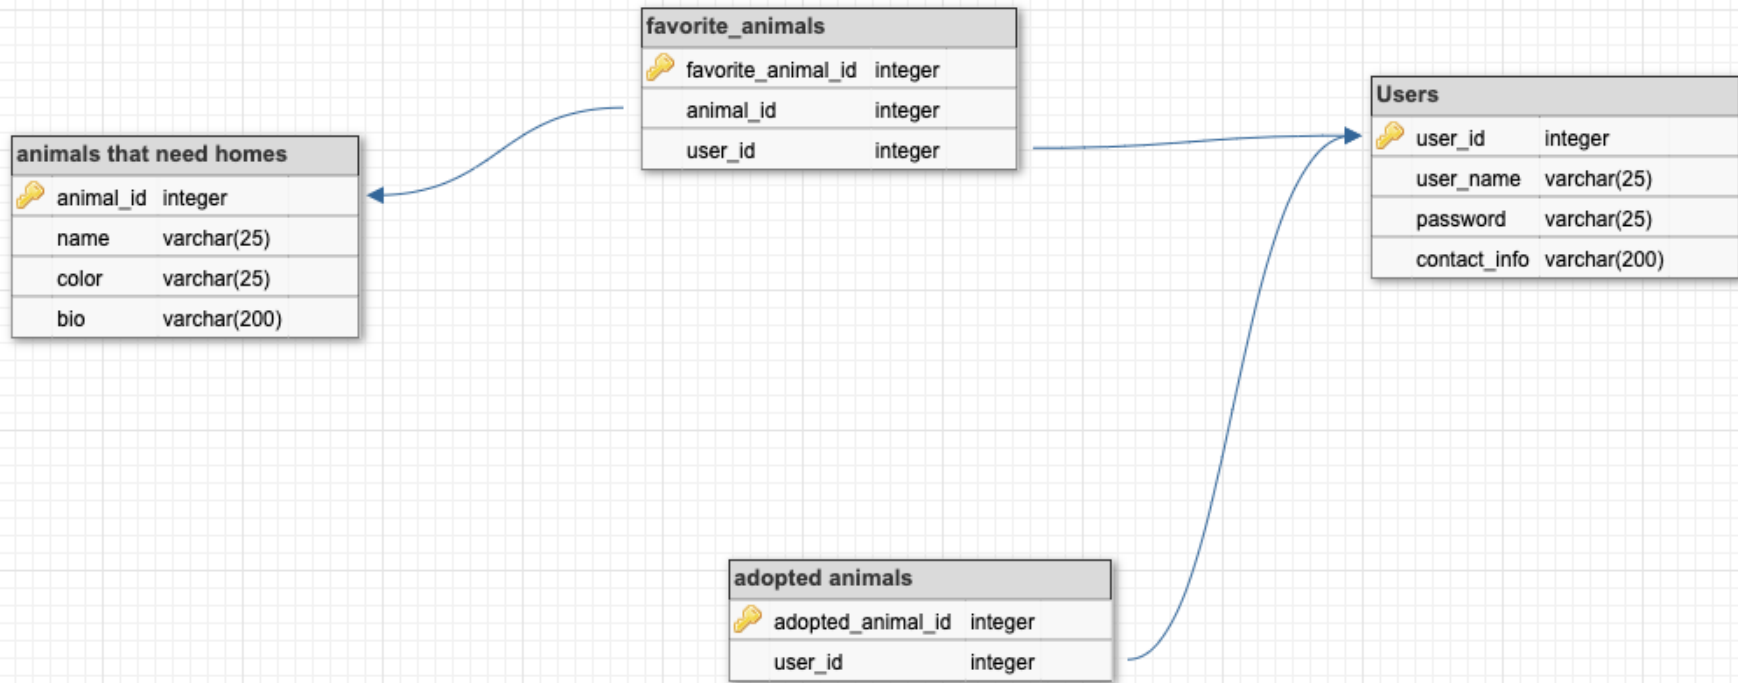 favorite_animals
favorite_animal_id integer
animal_id integer
user_id integer
Users
user_id integer
user_name varchar(25)
password varchar(25)
contact_info varchar(200)
animals that need homes
animal_id integer
name varchar(25)
color varchar(25)
bio varchar(200)
adopted animals
adopted_animal_id integer
user_id integer